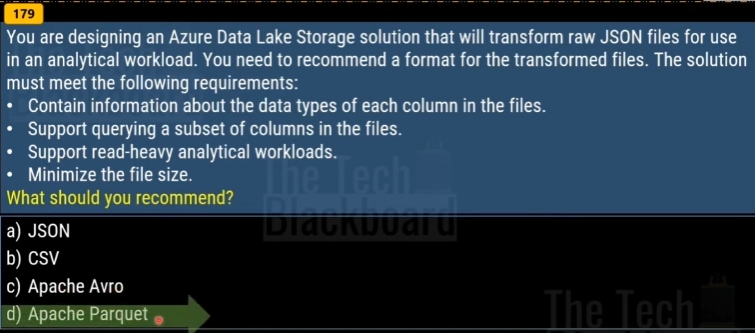 179
You are designing an Azure Data Lake Storage solution that will transform raw JSON files for use
in an analytical workload. You need to recommend a format for the transformed files. The solution
must meet the following requirements:
• Contain information about the data types of each column in the files.
• Support querying a subset of columns in the files.
• Support read-heavy analytical workloads.
• Minimize the file size.
What should you recommend?
The Tech
Blackboard
a) JSON
b) CSV
c) Apache Avro
d) Apache Parquet
The Tech